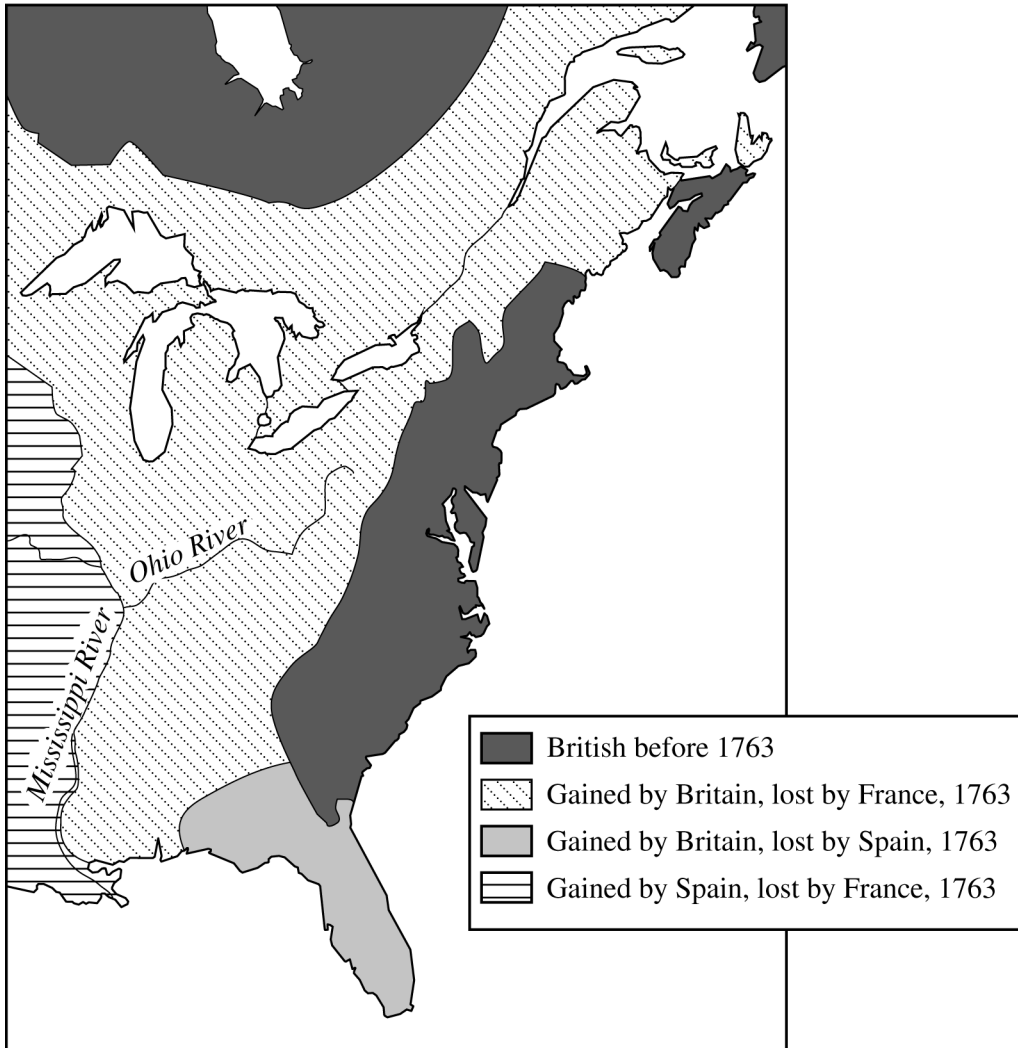 Ohio River
Mississippi River
British before 1763
Gained by Britain, lost by France, 1763
Gained by Britain, lost by Spain, 1763
Gained by Spain, lost by France, 1763